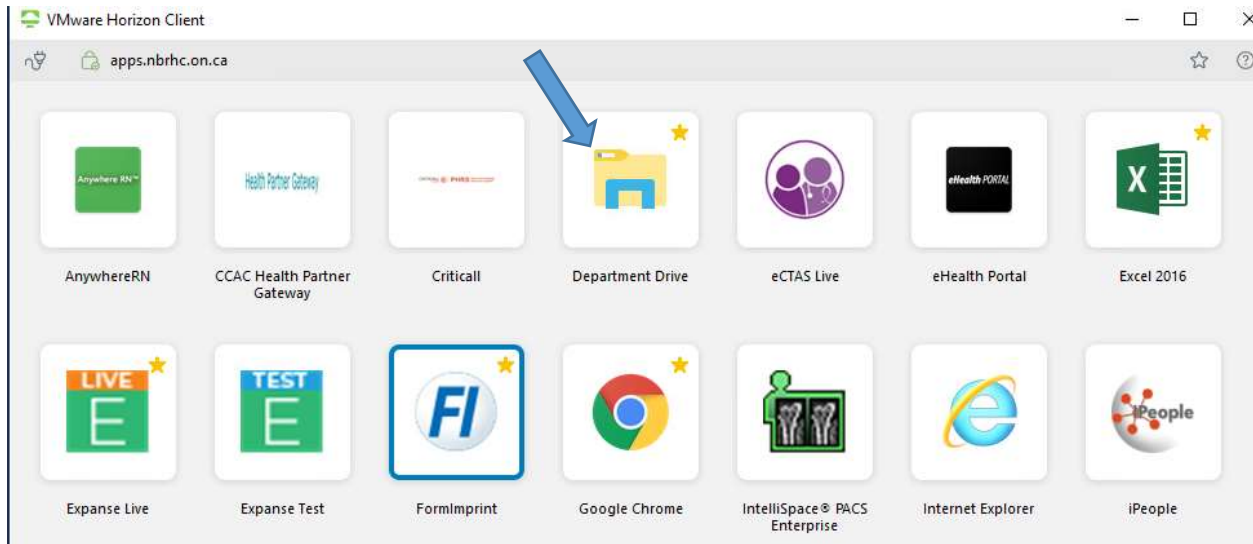 VMware Horizon Client
apps.nbrhc.on.ca
Anywhere RN™
Health Partner Gateway
PHRS
eHealth PORTAL
X
AnywhereRN
CCAC Health Partner
Gateway
Criticall
Department Drive
eCTAS Live
eHealth Portal
Excel 2016
LIVE
E
TEST
E
FI
iPeople
Expanse Live
Expanse Test
FormImprint
Google Chrome
IntelliSpace® PACS
Enterprise
Internet Explorer
iPeople